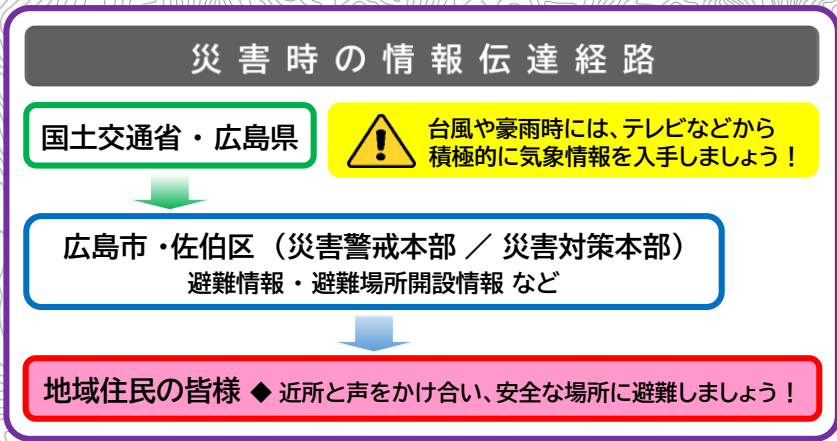 災害時の情報伝達経路
国土交通省・広島県
台風や豪雨時には、テレビなどから
積極的に気象情報を入手しましょう！
広島市・佐伯区（災害警戒本部／災害対策本部）
避難情報・避難場所開設情報など
地域住民の皆様◆近所と声をかけ合い、安全な場所に避難しましょう！